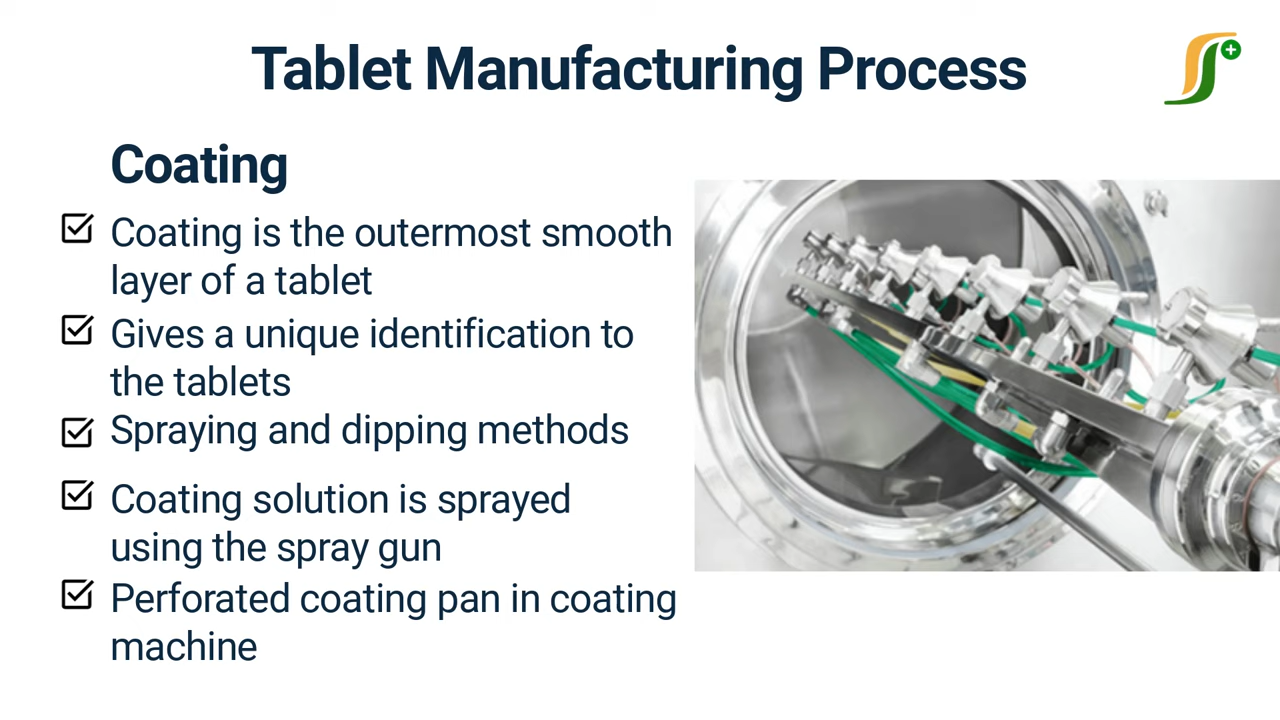 Tablet Manufacturing Process
Coating
Coating is the outermost smooth
layer of a tablet
Gives a unique identification to
the tablets
Spraying and dipping methods
Coating solution is sprayed
using the spray gun
Perforated coating pan in coating
machine